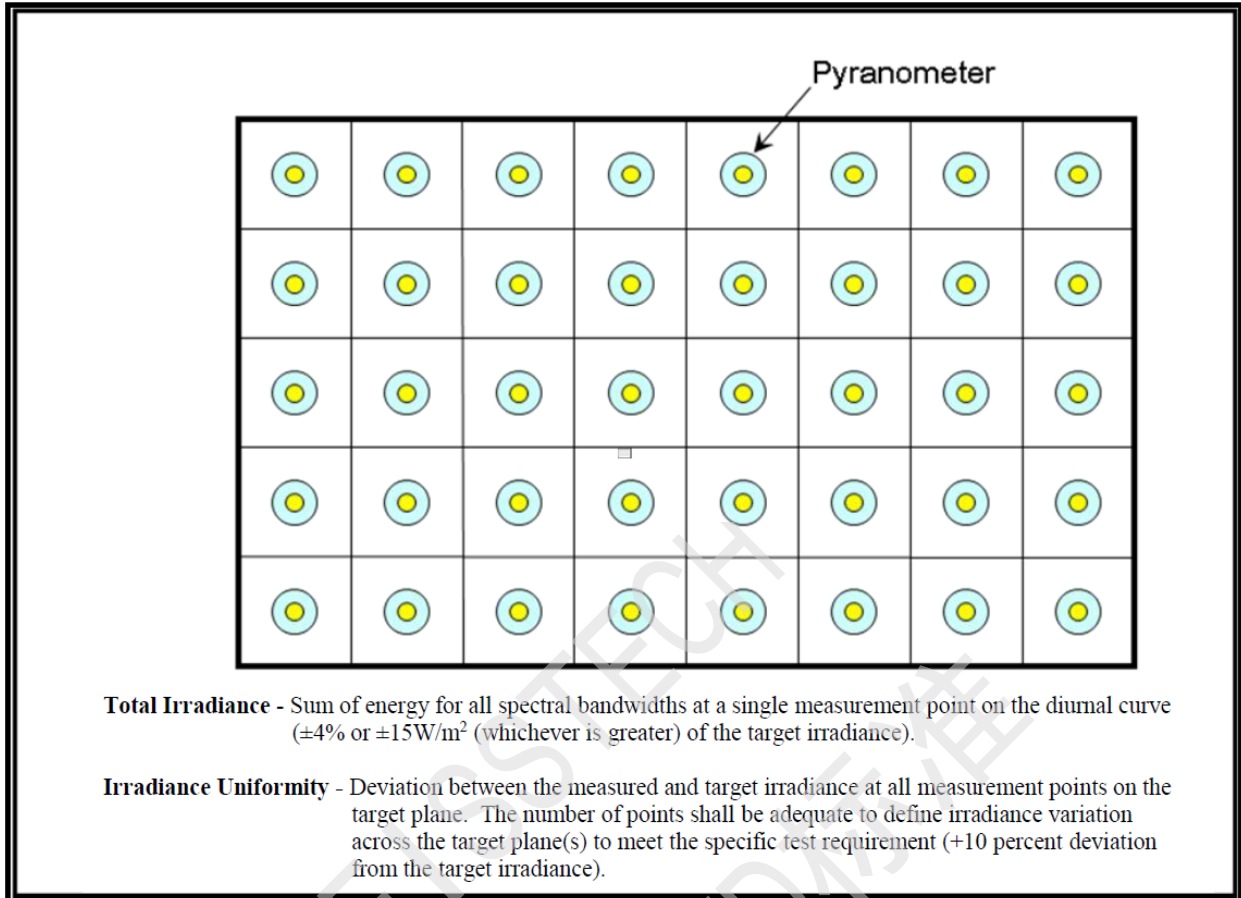 Pyranometer
Total Irradiance - Sum of energy for all spectral bandwidths at a single measurement point on the diurnal curve
(±4% or ±15W/m² (whichever is greater) of the target irradiance).
Irradiance Uniformity - Deviation between the measured and target irradiance at all measurement points on the
target plane. The number of points shall be adequate to define irradiance variation
across the target plane(s) to meet the specific test requirement (+10 percent deviation
from the target irradiance).